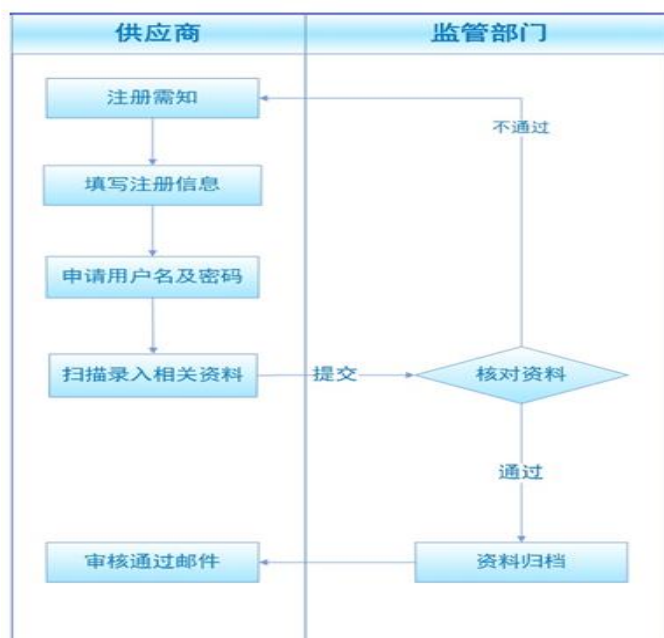 供应商
监管部门
注册需知
不通过
填写注册信息
申请用户名及密码
扫描录入相关资料
提交
核对资料
通过
审核通过邮件
资料归档